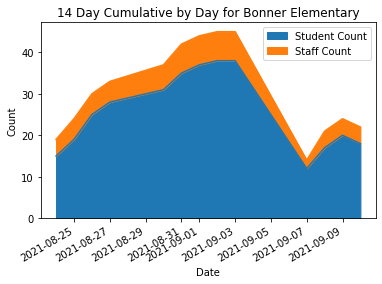 14 Day Cumulative by Day for Bonner Elementary
Student Count
Staff Count
Count
40
30
20
10
0
2021-08-25
2021-08-27
2021-08-29
2021-08-31
2021-09-01
2021-09-03
2021-09-05
2021-09-07
2021-09-09
Date